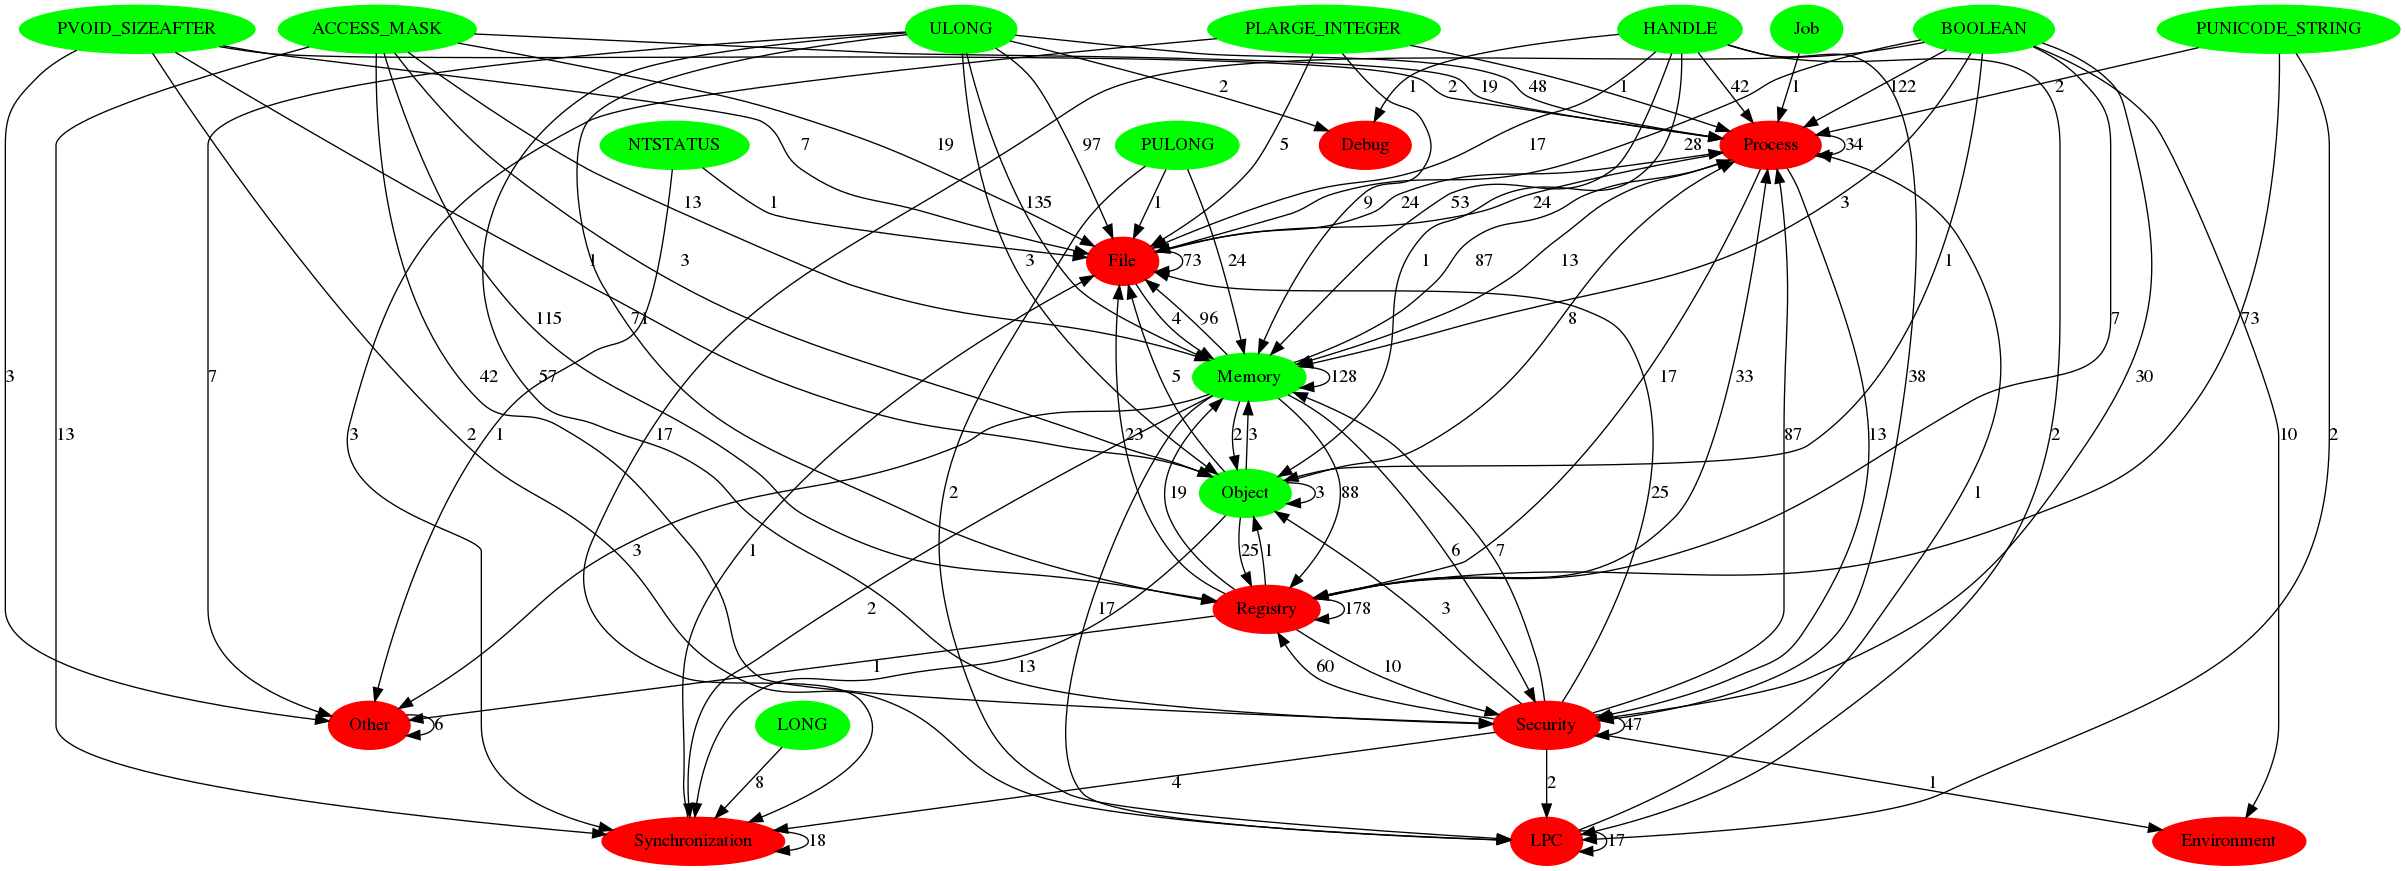 PVOID_SIZEAFTER ACCESS_MASK ULONG PLARGE_INTEGER HANDLE Job BOOLEAN PUNICODE_STRING
2 1 42 1 122 2
2 19 48 1
NTSTATUS 7 19 97 PULONG 5 Debug 17 28 Process 34
1 13 135 1 9 24 53 24 3
1 3 3 File 73 24 1 87 13 1
115 71 4 96 8 7 73
3 7 42 57 5 Memory 128 17 33 38 30
13 3 2 1 17 23 2 3 87 13 2 10 2
2 19 Object 3 88 25 1
3 1 25 1 6 7
2 17 Registry 178 3
1 13 60 10
Other 6 LONG Security 47
8 4 2 1
Synchronization 18 LPC 17 Environment